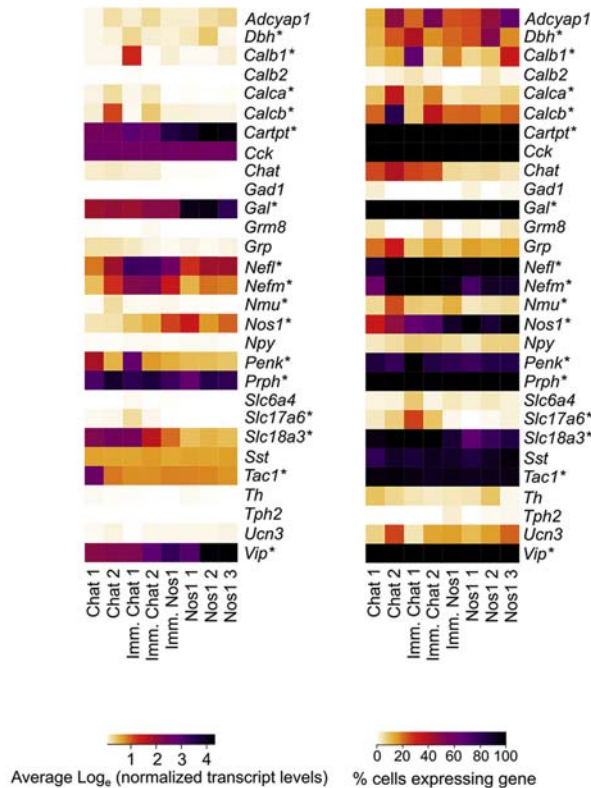 Adcyap1
Dbh*
Calb1*
Calb2
Calca*
Calcb*
Cartpt*
Cck
Chat
Gad1
Gal*
Grm8
Grp
Nefl*
Nefm*
Nmu*
Nos1*
Npy
Penk*
Prph*
Slc6a4
Slc17a6*
Slc18a3*
Sst
Tac1*
Th
Tph2
Ucn3
Vip*
Chat 1
Chat 2
Imm. Chat 1
Imm. Chat 2
Imm. Nos1
Nos1 1
Nos1 2
Nos1 3
1 2 3 4
Average Loge (normalized transcript levels)
Adcyap1
Dbh*
Calb1*
Calb2
Calca*
Calcb*
Cartpt*
Cck
Chat
Gad1
Gal*
Grm8
Grp
Nefl*
Nefm*
Nmu*
Nos1*
Npy
Penk*
Prph*
Slc6a4
Slc17a6*
Slc18a3*
Sst
Tac1*
Th
Tph2
Ucn3
Vip*
Chat 1
Chat 2
Imm. Chat 1
Imm. Chat 2
Imm. Nos1
Nos1 1
Nos1 2
Nos1 3
0 20 40 60 80 100
% cells expressing gene